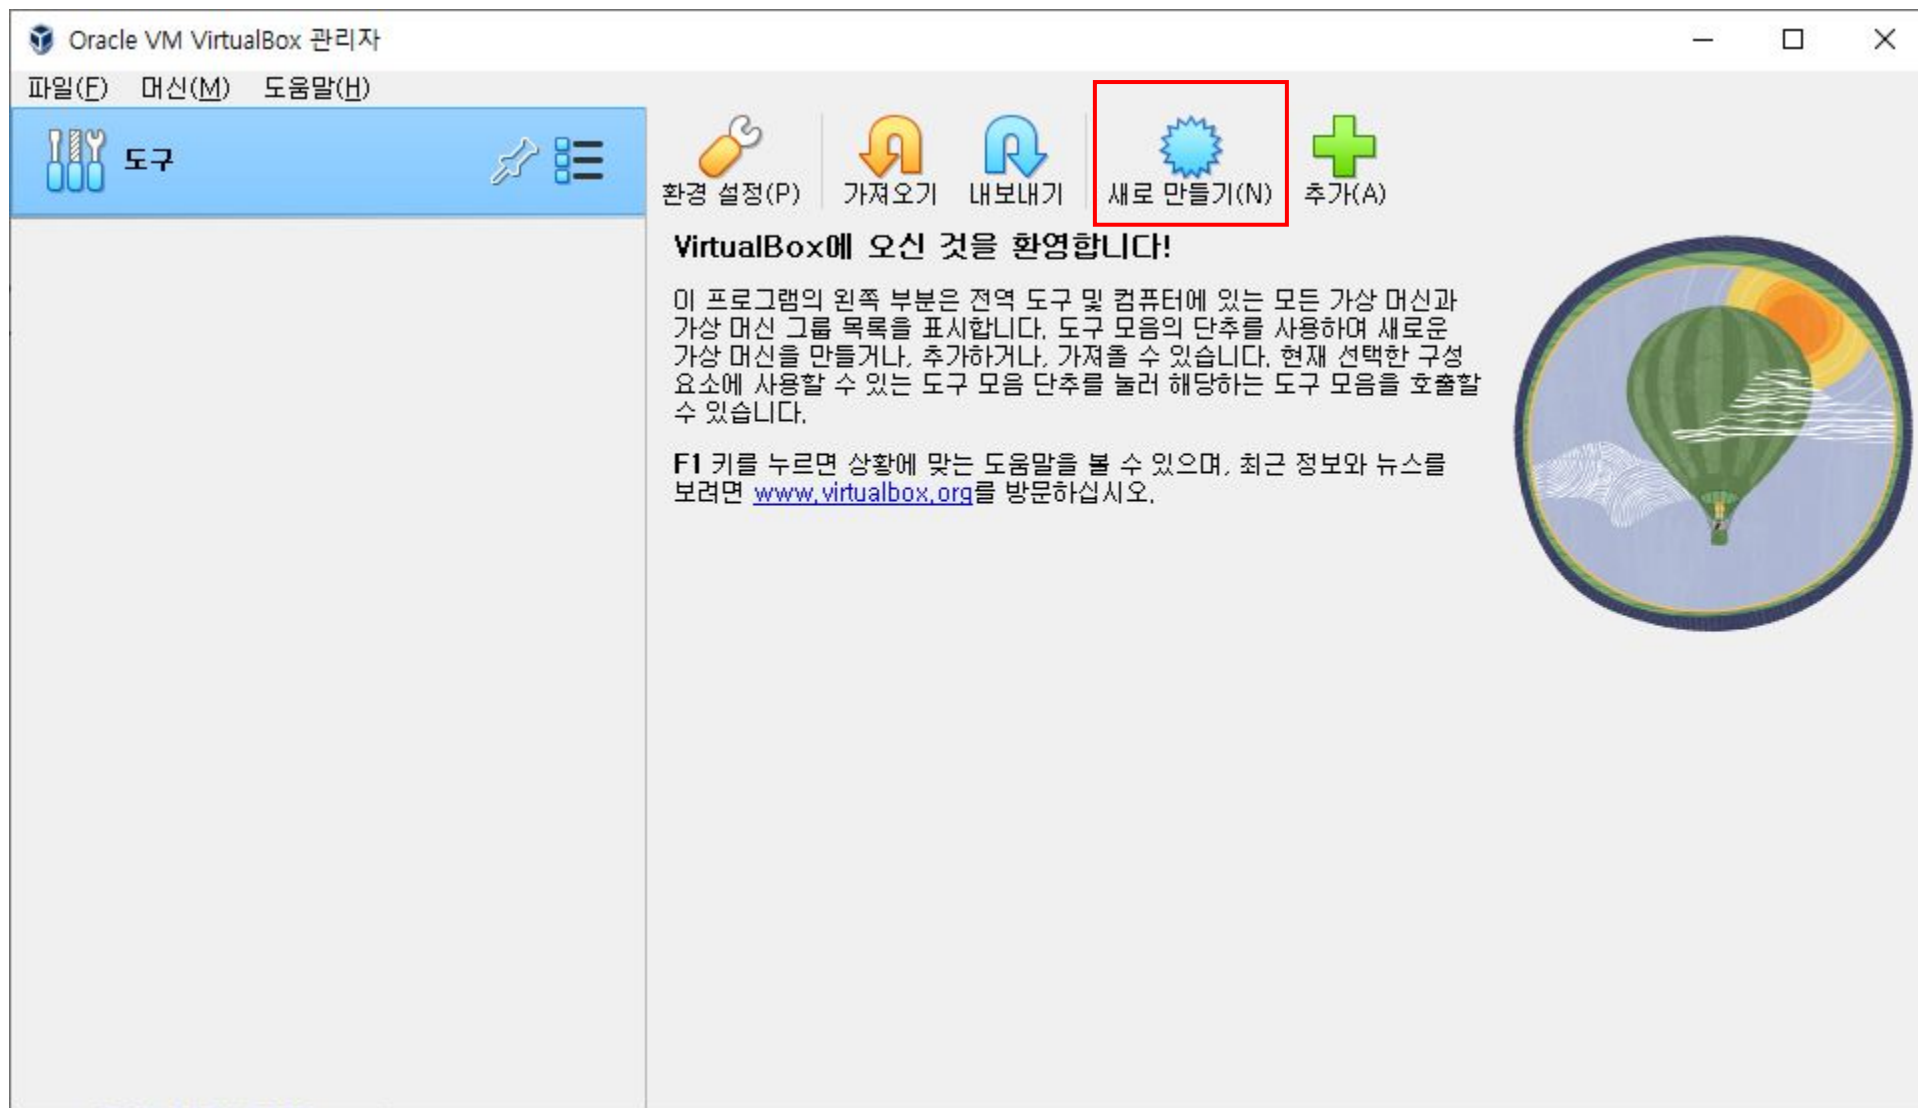 Oracle VM VirtualBox 관리자
파일(F) 머신(M) 도움말(H)
도구
환경 설정(P) 가져오기 내보내기 새로 만들기(N) 추가(A)
VirtualBox에 오신 것을 환영합니다!
이 프로그램의 왼쪽 부분은 전역 도구 및 컴퓨터에 있는 모든 가상 머신과
가상 머신 그룹 목록을 표시합니다. 도구 모음의 단추를 사용하여 새로운
가상 머신을 만들거나, 추가하거나, 가져올 수 있습니다. 현재 선택한 구성
요소에 사용할 수 있는 도구 모음 단추를 눌러 해당하는 도구 모음을 호출할
수 있습니다.
F1 키를 누르면 상황에 맞는 도움말을 볼 수 있으며, 최근 정보와 뉴스를
보려면 www.virtualbox.org를 방문하십시오.